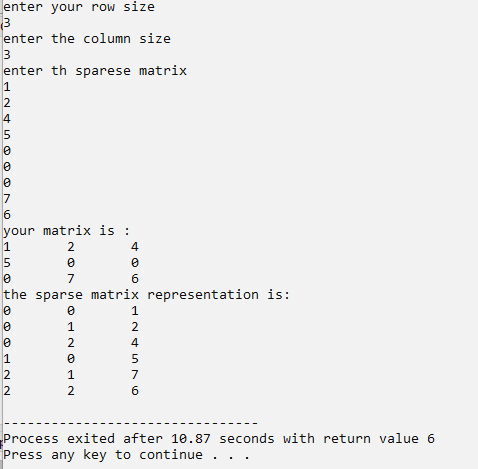 enter your row size
3
enter the column size
3
enter th sparese matrix
1
2
4
5
0
0
0
7
6
your matrix is :
1 2 4
5 0 0
0 7 6
the sparse matrix representation is:
0 0 1
0 1 2
0 2 4
1 0 5
2 1 7
2 2 6
--------------------------------
Process exited after 10.87 seconds with return value 6
Press any key to continue . . .